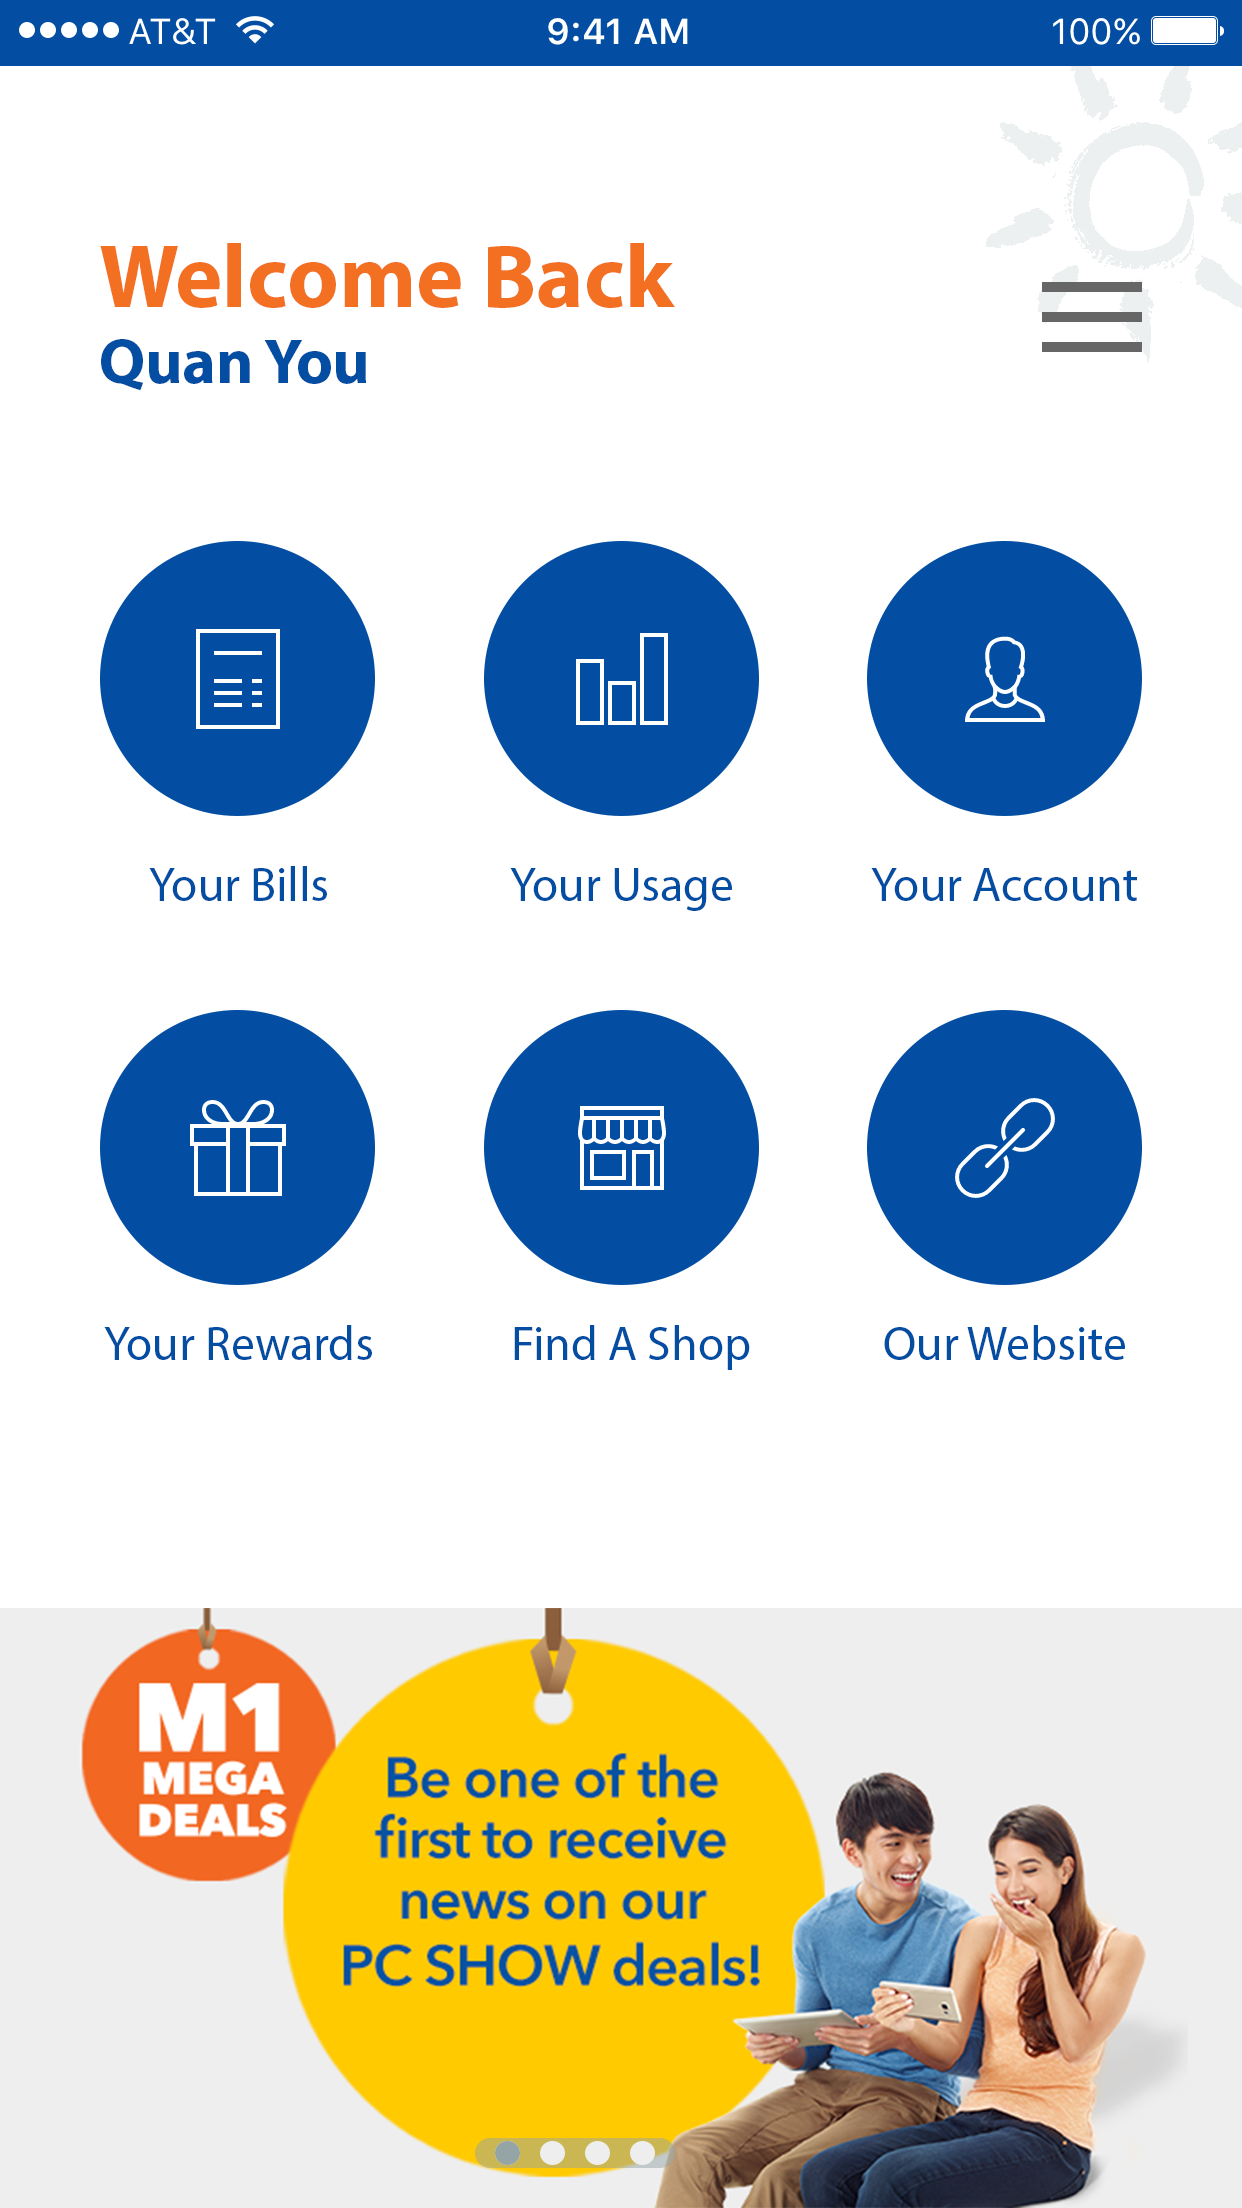 AT&T 9:41 AM 100%
Welcome Back
Quan You
Your Bills Your Usage Your Account
Your Rewards Find A Shop Our Website
M1
MEGA
DEALS
Be one of the
first to receive
news on our
PC SHOW deals!